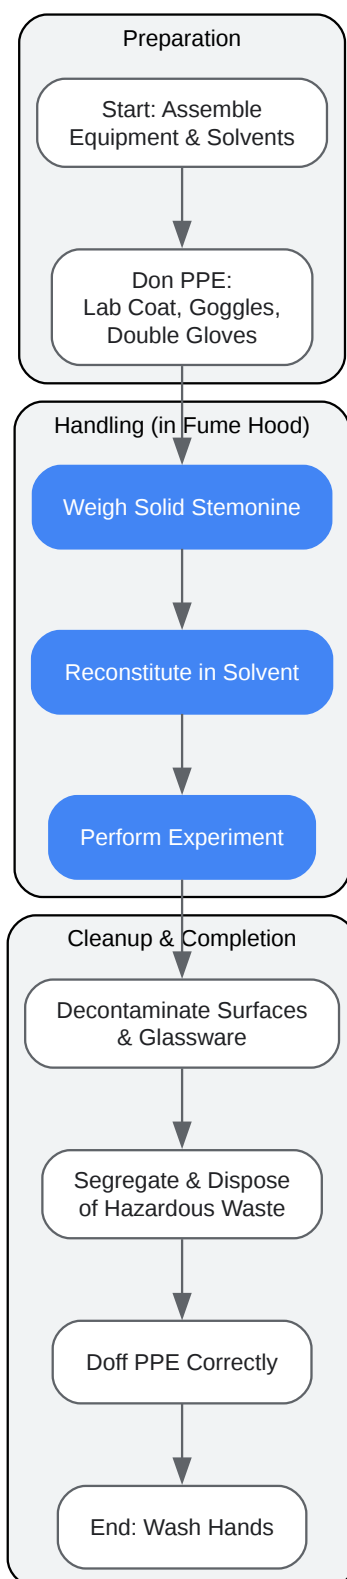 Preparation
Start: Assemble
Equipment & Solvents
Don PPE:
Lab Coat, Goggles,
Double Gloves
Handling (in Fume Hood)
Weigh Solid Stemonine
Reconstitute in Solvent
Perform Experiment
Cleanup & Completion
Decontaminate Surfaces
& Glassware
Segregate & Dispose
of Hazardous Waste
Doff PPE Correctly
End: Wash Hands